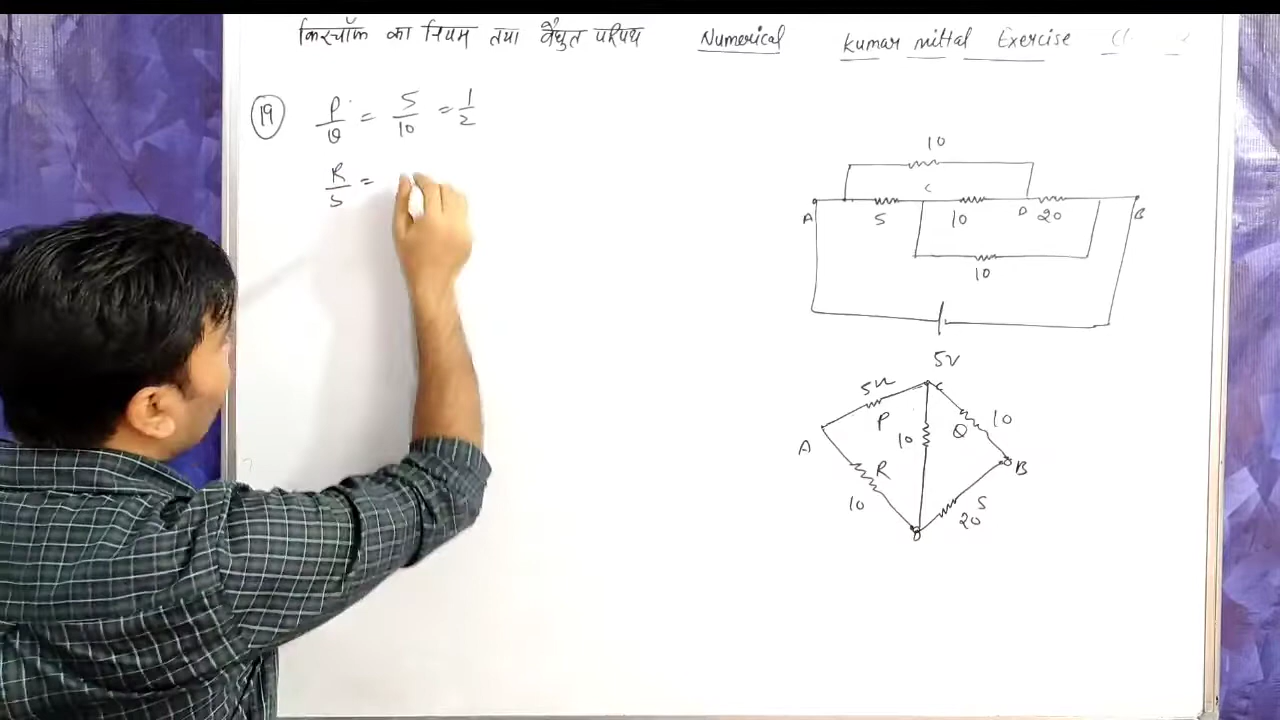 किरचॉफ का नियम तथा वैद्युत परिपथ Numerical Kumar mittal Exercise
19 P/Q = 5/10 = 1/2
R/S =
10
A 5 C 10 D 20 B
10
5V
5Ω C
A P 10 Q 10
R B
10 S
20
D